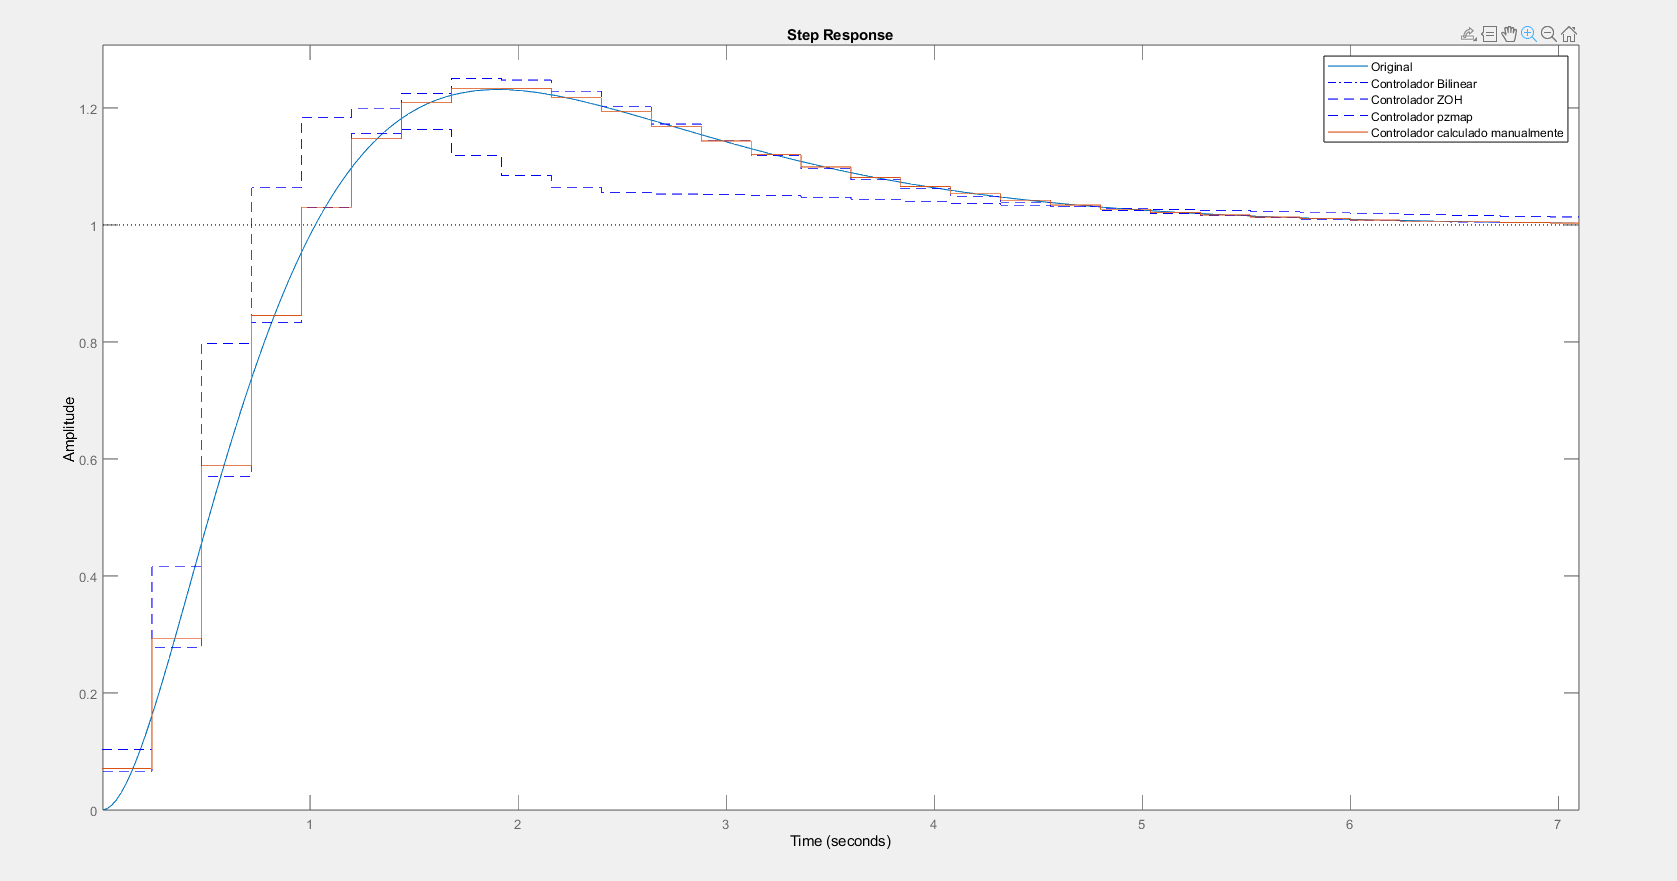 Step Response
Original
Controlador Bilinear
Controlador ZOH
Controlador pzmap
Controlador calculado manualmente
1.2
1
0.8
0.6
0.4
0.2
0
Amplitude
1 2 3 4 5 6 7
Time (seconds)